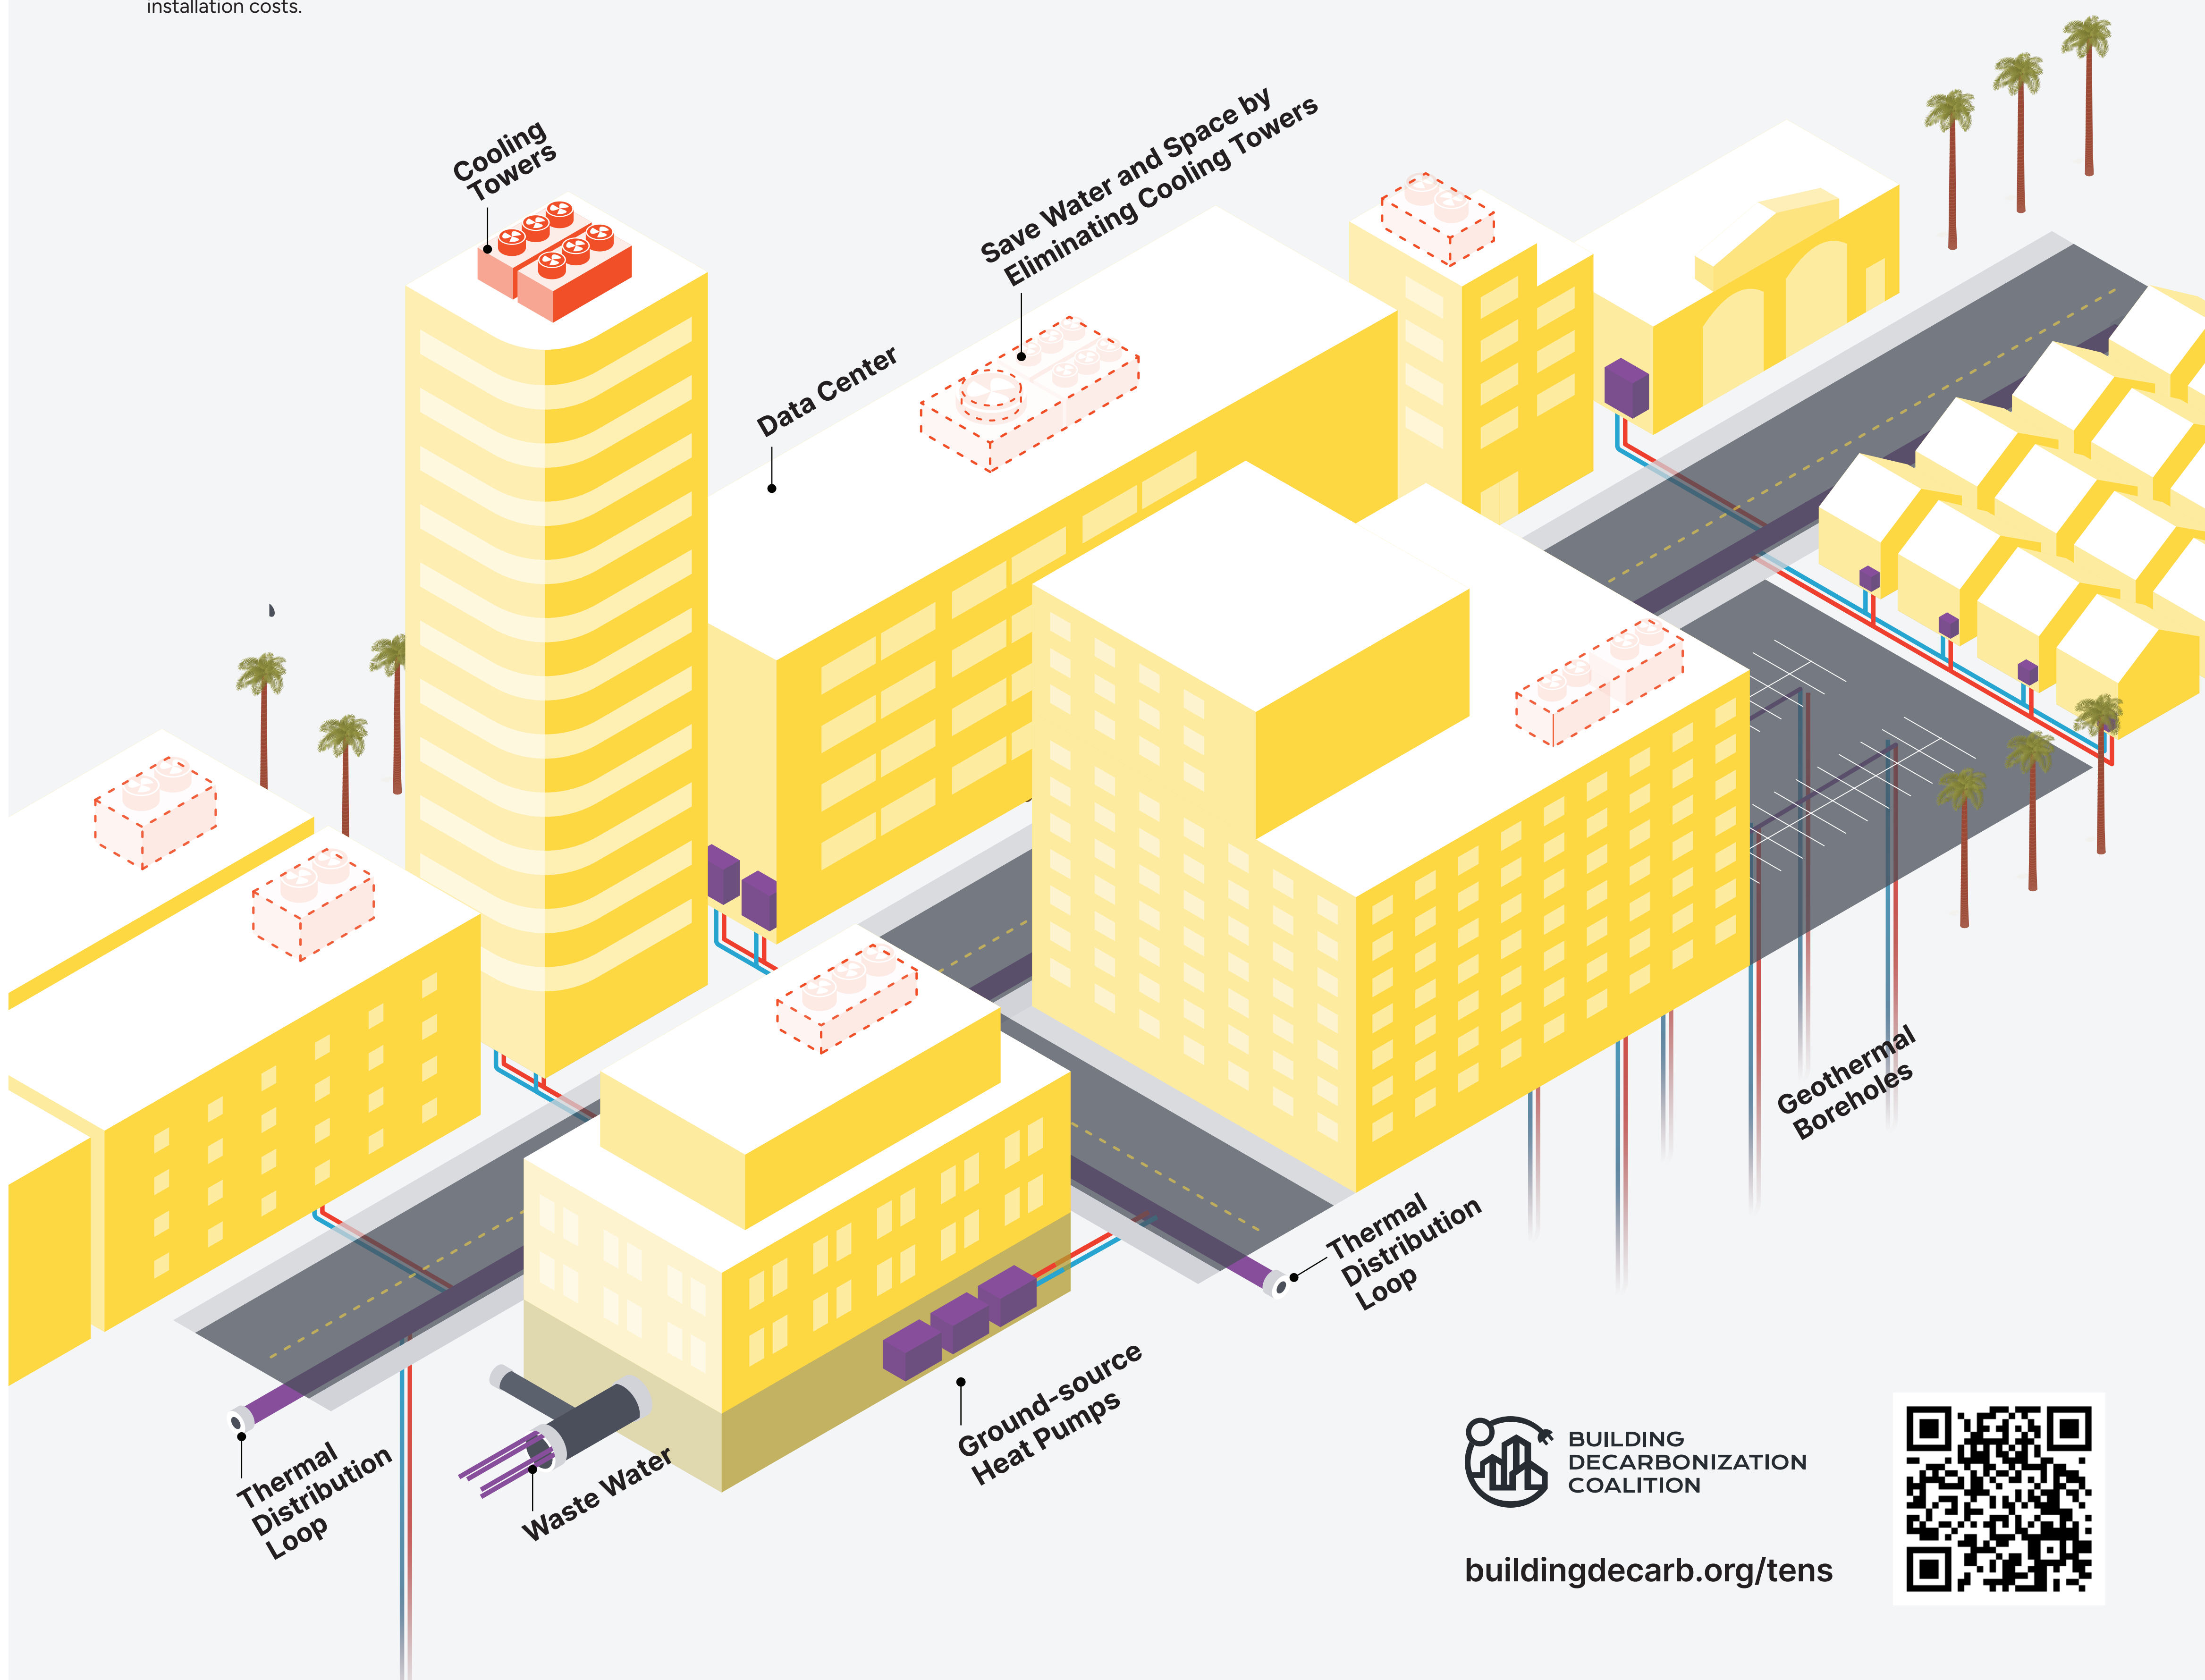 installation costs.
Cooling
Towers
Save Water and Space by
Eliminating Cooling Towers
Data Center
Geothermal
Boreholes
Thermal
Distribution
Loop
Ground-source
Heat Pumps
Waste Water
Thermal
Distribution
Loop
BUILDING
DECARBONIZATION
COALITION
buildingdecarb.org/tens